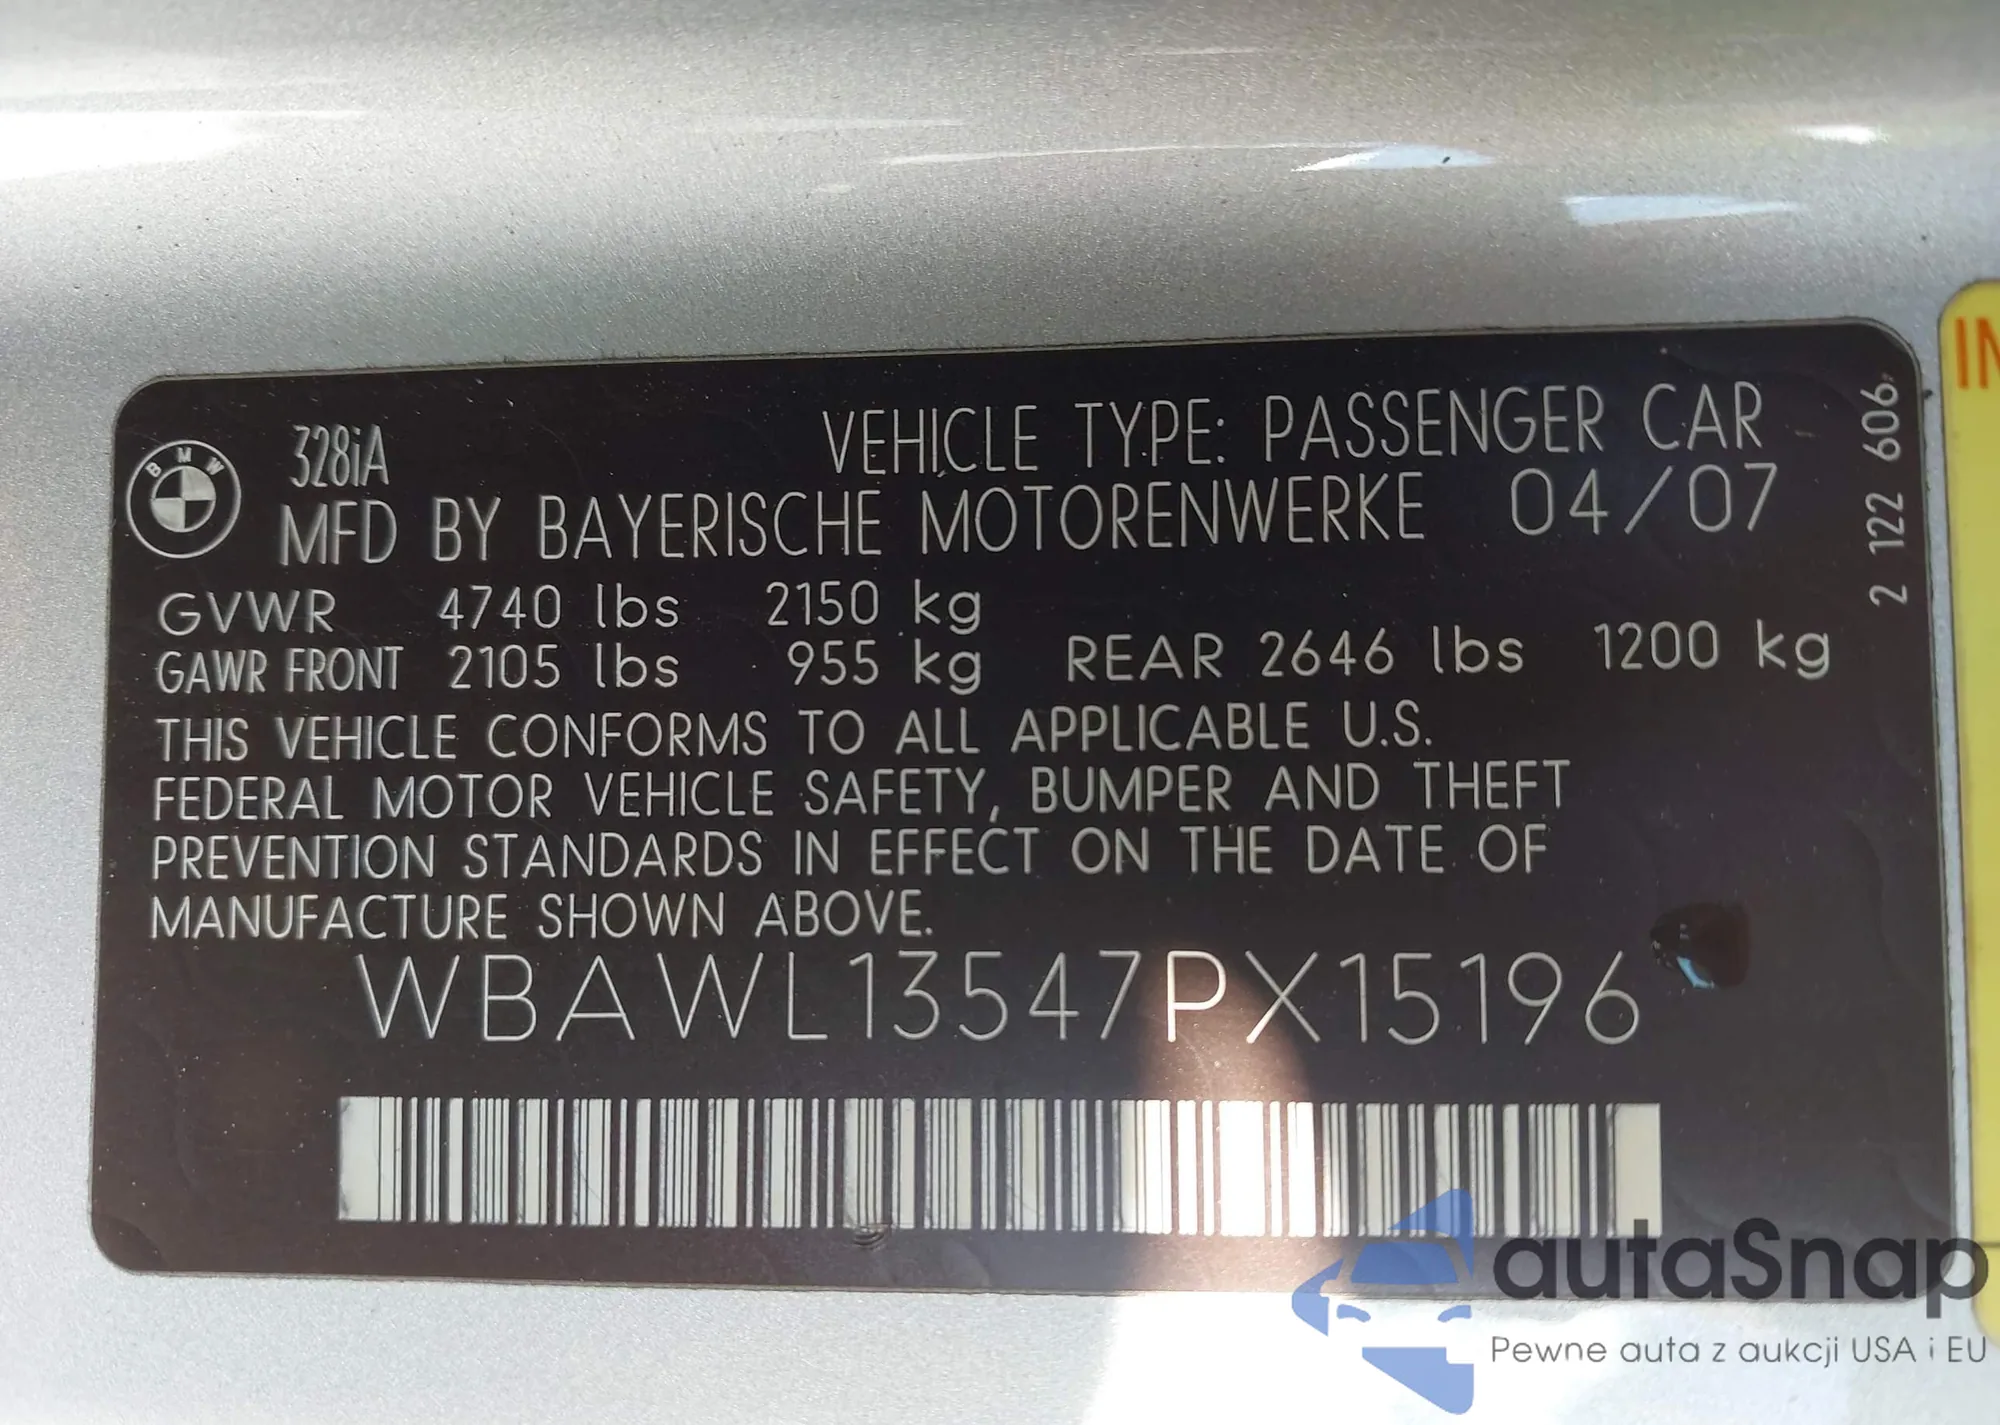 BMW
328iA VEHICLE TYPE: PASSENGER CAR
MFD BY BAYERISCHE MOTORENWERKE 04/07
GVWR 4740 lbs 2150 kg
GAWR FRONT 2105 lbs 955 kg REAR 2646 lbs 1200 kg
THIS VEHICLE CONFORMS TO ALL APPLICABLE U.S.
FEDERAL MOTOR VEHICLE SAFETY, BUMPER AND THEFT
PREVENTION STANDARDS IN EFFECT ON THE DATE OF
MANUFACTURE SHOWN ABOVE.
WBAWL13547PX15196
2 122 606.
autaSnap
Pewne auta z aukcji USA i EU